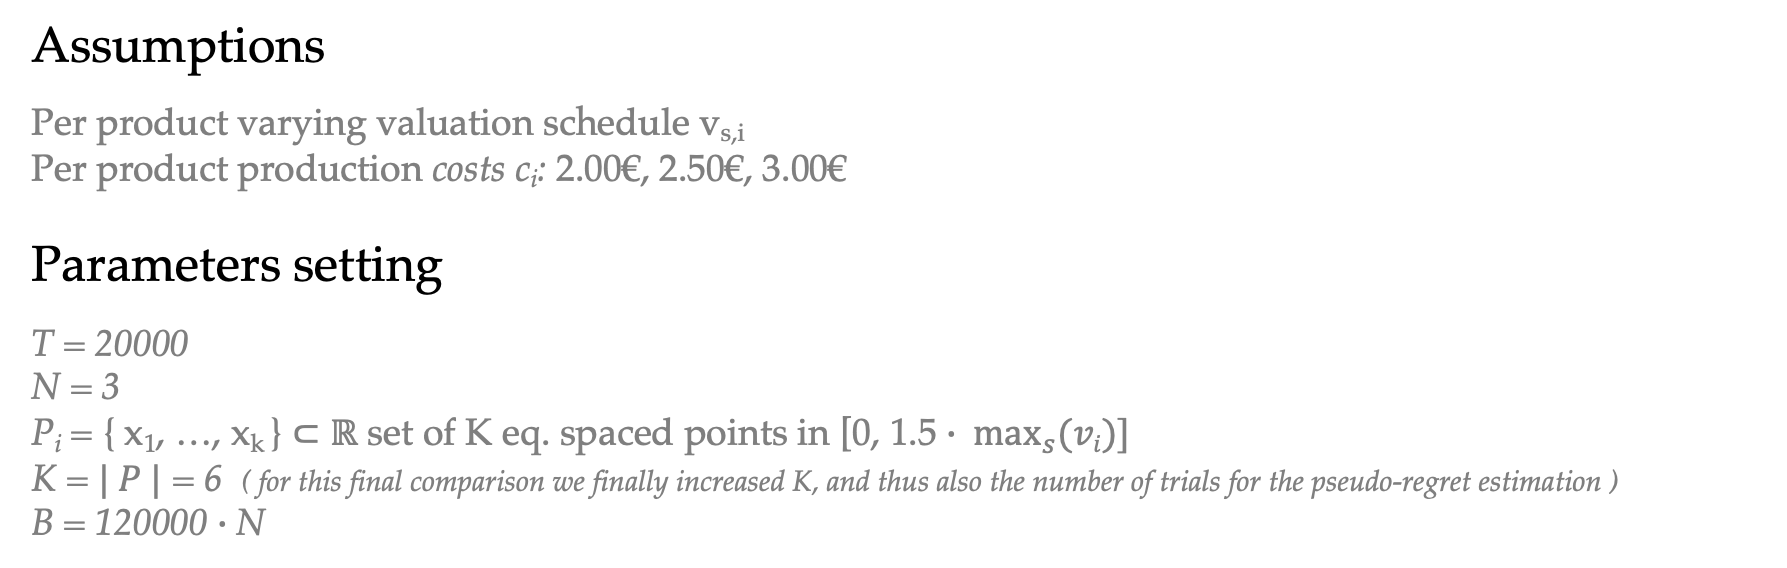 Assumptions
Per product varying valuation schedule vₛ,ᵢ
Per product production costs cᵢ: 2.00€, 2.50€, 3.00€
Parameters setting
T = 20000
N = 3
Pᵢ = { x₁, …, xₖ} ⊂ ℝ set of K eq. spaced points in [0, 1.5 · maxₛ(vᵢ)]
K = | P | = 6 ( for this final comparison we finally increased K, and thus also the number of trials for the pseudo-regret estimation )
B = 120000 · N